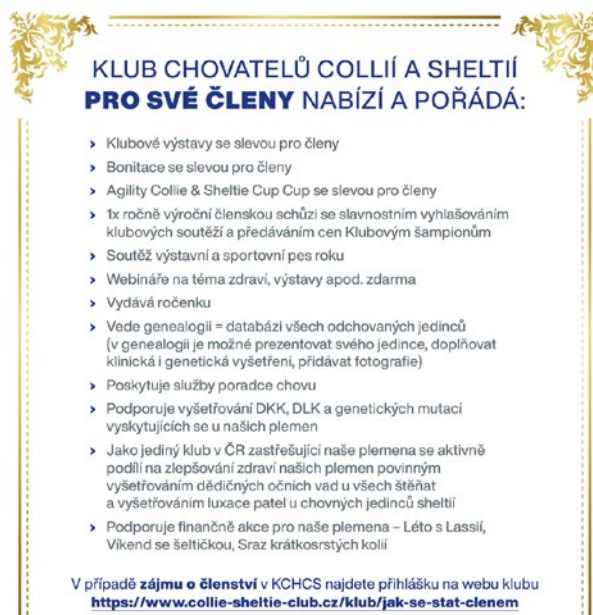 KLUB CHOVATELŮ COLLIÍ A SHELTIÍ
PRO SVÉ ČLENY NABÍZÍ A POŘÁDÁ:
› Klubové výstavy se slevou pro členy
› Bonitace se slevou pro členy
› Agility Collie & Sheltie Cup Cup se slevou pro členy
› 1x ročně výroční členskou schůzi se slavnostním vyhlašováním
klubových soutěží a předáváním cen Klubovým šampionům
› Soutěž výstavní a sportovní pes roku
› Webináře na téma zdraví, výstavy apod. zdarma
› Vydává ročenku
› Vede genealogii = databázi všech odchovaných jedinců
(v genealogii je možné prezentovat svého jedince, doplňovat
klinická i genetická vyšetření, přidávat fotografie)
› Poskytuje služby poradce chovu
› Podporuje vyšetřování DKK, DLK a genetických mutací
vyskytujících se u našich plemen
› Jako jediný klub v ČR zastřešující naše plemena se aktivně
podílí na zlepšování zdraví našich plemen povinným
vyšetřováním dědičných očních vad u všech štěňat
a vyšetřováním luxace patel u chovných jedinců sheltií
› Podporuje finančně akce pro naše plemena – Léto s Lassií,
Víkend se šeltičkou, Sraz krátkosrstých kolií
V případě zájmu o členství v KCHCS najdete přihlášku na webu klubu
https://www.collie-sheltie-club.cz/klub/jak-se-stat-clenem